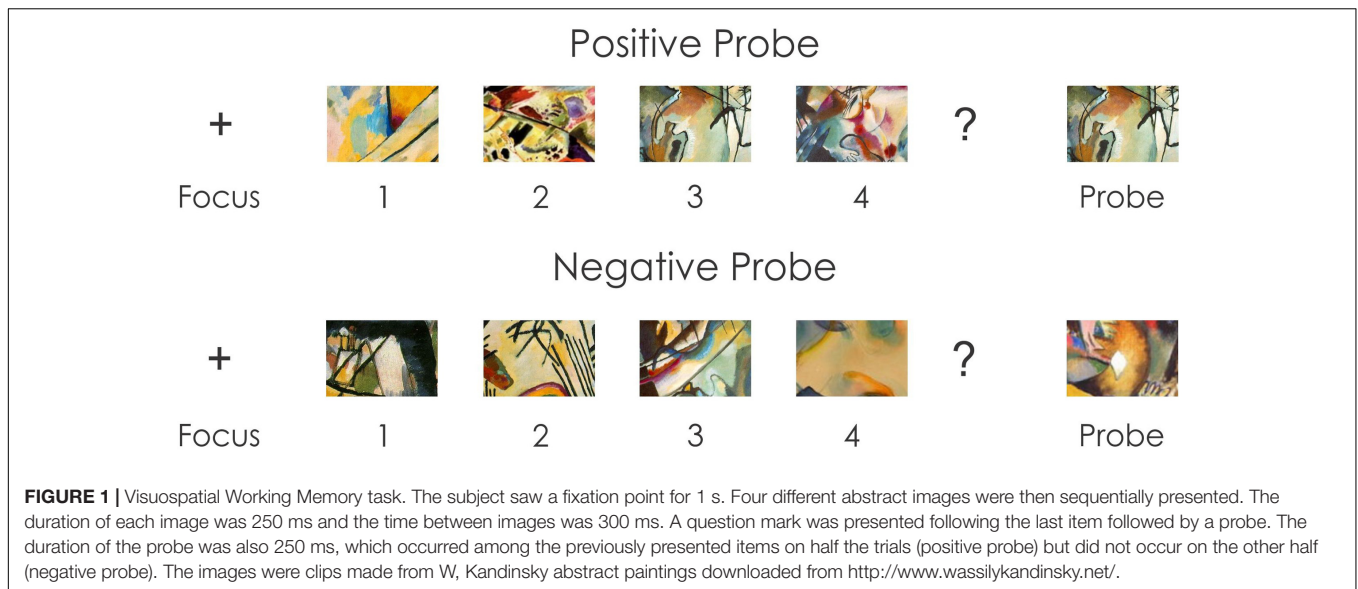 Positive Probe
+ ?
Focus 1 2 3 4 Probe
Negative Probe
+ ?
Focus 1 2 3 4 Probe
FIGURE 1 | Visuospatial Working Memory task. The subject saw a fixation point for 1 s. Four different abstract images were then sequentially presented. The
duration of each image was 250 ms and the time between images was 300 ms. A question mark was presented following the last item followed by a probe. The
duration of the probe was also 250 ms, which occurred among the previously presented items on half the trials (positive probe) but did not occur on the other half
(negative probe). The images were clips made from W, Kandinsky abstract paintings downloaded from http://www.wassilykandinsky.net/.